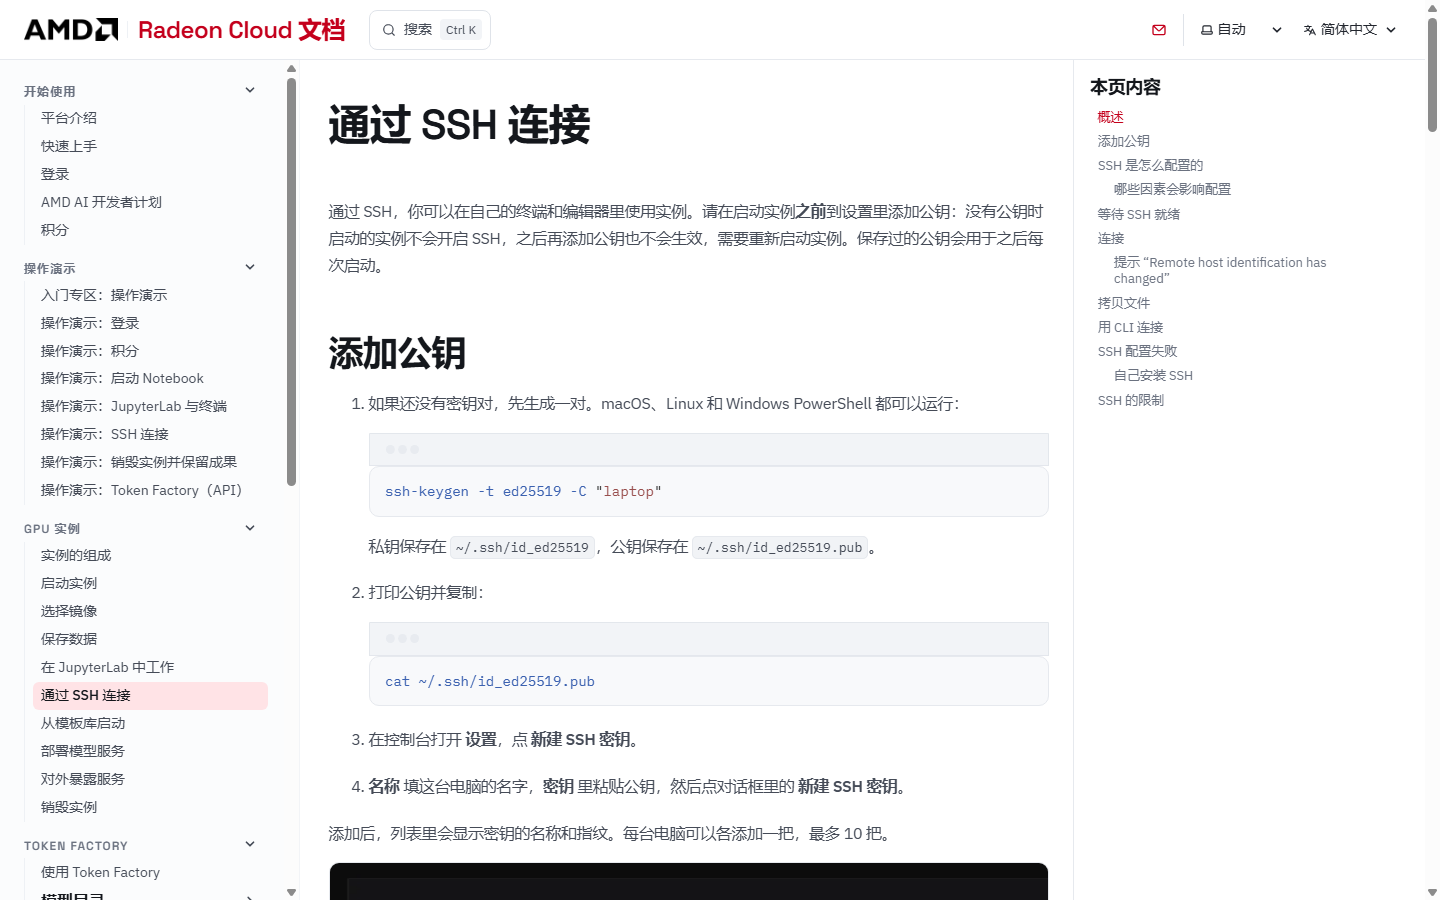 AMD Radeon Cloud 文档
搜索 Ctrl K
自动
简体中文
开始使用
平台介绍
快速上手
登录
AMD AI 开发者计划
积分
操作演示
入门专区：操作演示
操作演示：登录
操作演示：积分
操作演示：启动 Notebook
操作演示：JupyterLab 与终端
操作演示：SSH 连接
操作演示：销毁实例并保留成果
操作演示：Token Factory（API）
GPU 实例
实例的组成
启动实例
选择镜像
保存数据
在 JupyterLab 中工作
通过 SSH 连接
从模板库启动
部署模型服务
对外暴露服务
销毁实例
TOKEN FACTORY
使用 Token Factory
模型目录
通过 SSH 连接
通过 SSH，你可以在自己的终端和编辑器里使用实例。请在启动实例之前到设置里添加公钥：没有公钥时
启动的实例不会开启 SSH，之后再添加公钥也不会生效，需要重新启动实例。保存过的公钥会用于之后每
次启动。
添加公钥
1. 如果还没有密钥对，先生成一对。macOS、Linux 和 Windows PowerShell 都可以运行：
ssh-keygen -t ed25519 -C "laptop"
私钥保存在 ~/.ssh/id_ed25519，公钥保存在 ~/.ssh/id_ed25519.pub。
2. 打印公钥并复制：
cat ~/.ssh/id_ed25519.pub
3. 在控制台打开 设置，点 新建 SSH 密钥。
4. 名称 填这台电脑的名字，密钥 里粘贴公钥，然后点对话框里的 新建 SSH 密钥。
添加后，列表里会显示密钥的名称和指纹。每台电脑可以各添加一把，最多 10 把。
本页内容
概述
添加公钥
SSH 是怎么配置的
哪些因素会影响配置
等待 SSH 就绪
连接
提示 “Remote host identification has
changed”
拷贝文件
用 CLI 连接
SSH 配置失败
自己安装 SSH
SSH 的限制